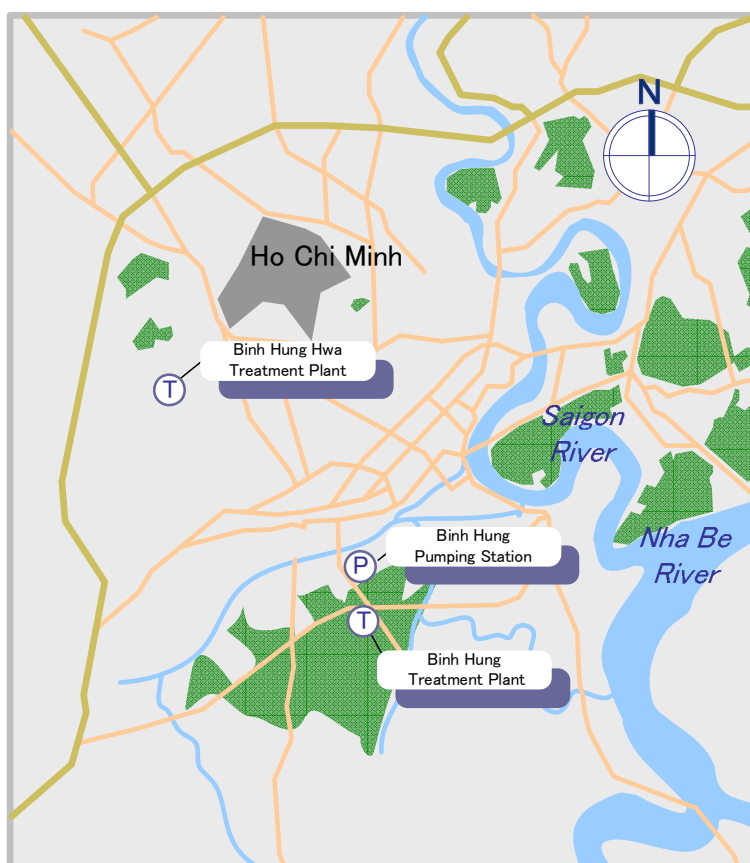 N
Ho Chi Minh
Binh Hung Hwa
Treatment Plant
T
Saigon
River
Binh Hung
Pumping Station
P
Nha Be
River
T
Binh Hung
Treatment Plant